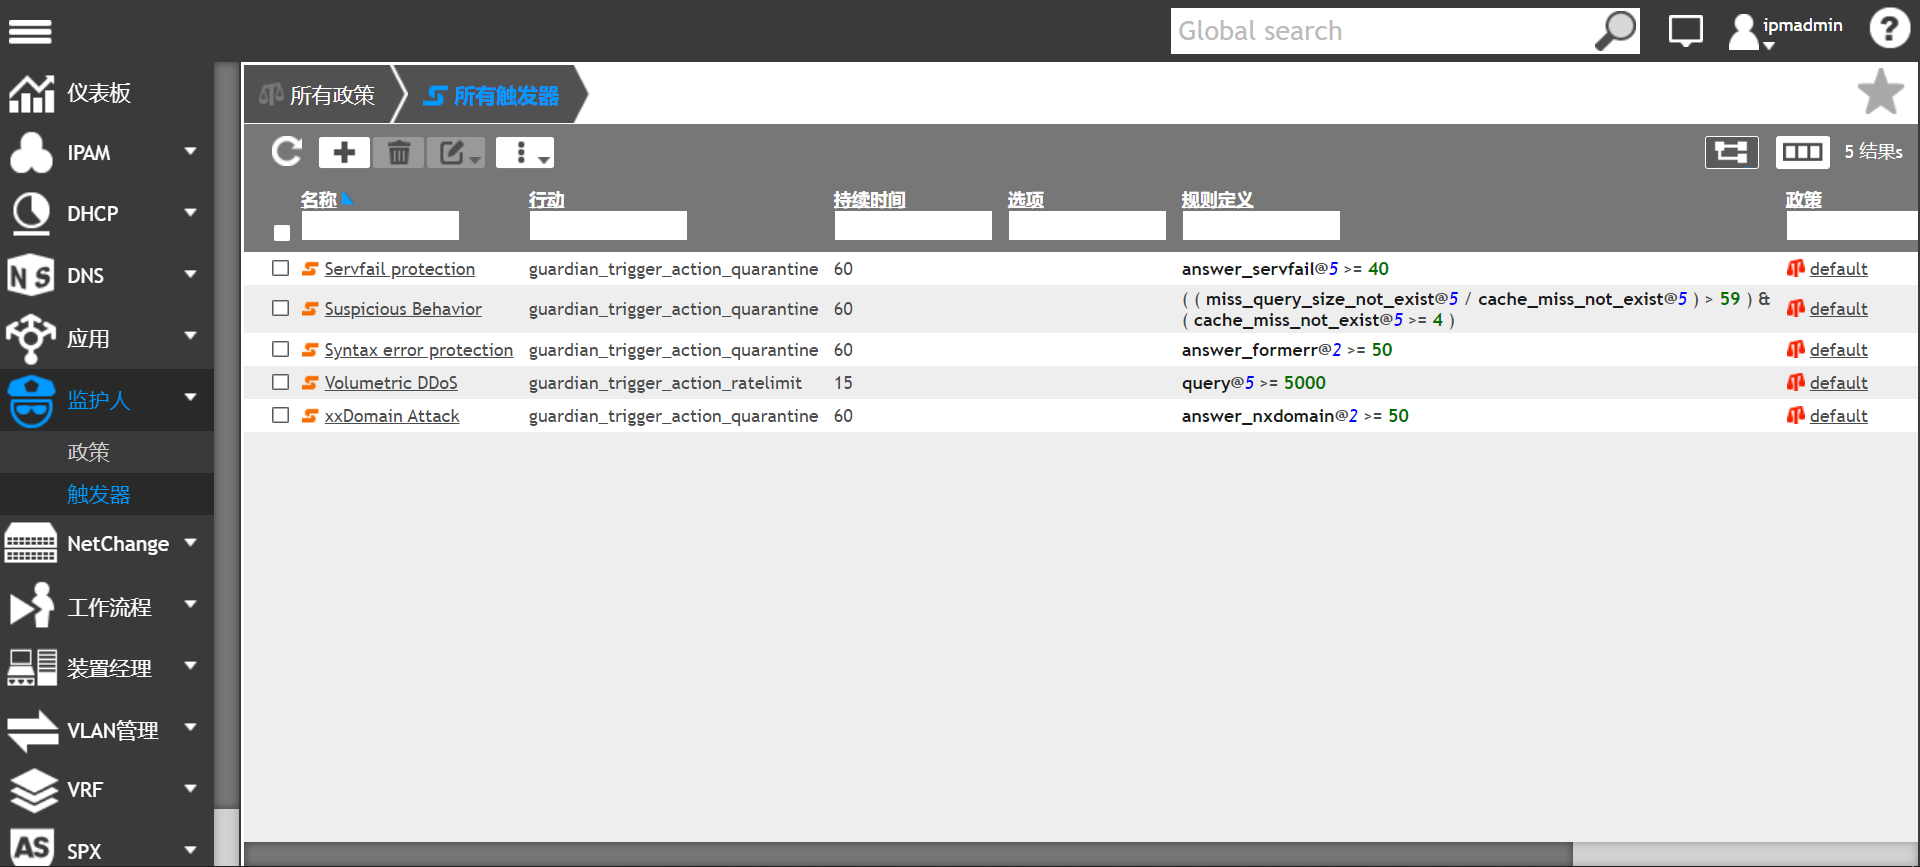 Global search
ipmadmin
?
仪表板
IPAM
DHCP
DNS
应用
监护人
政策
触发器
NetChange
工作流程
装置经理
VLAN管理
VRF
SPX
NS
AS
所有政策
所有触发器
5 结果s
名称 行动 持续时间 选项 规则定义 政策
Servfail protection guardian_trigger_action_quarantine 60 answer_servfail@5 >= 40 default
Suspicious Behavior guardian_trigger_action_quarantine 60 ( ( miss_query_size_not_exist@5 / cache_miss_not_exist@5 ) > 59 ) & default
( cache_miss_not_exist@5 >= 4 )
Syntax error protection guardian_trigger_action_quarantine 60 answer_formerr@2 >= 50 default
Volumetric DDoS guardian_trigger_action_ratelimit 15 query@5 >= 5000 default
xxDomain Attack guardian_trigger_action_quarantine 60 answer_nxdomain@2 >= 50 default